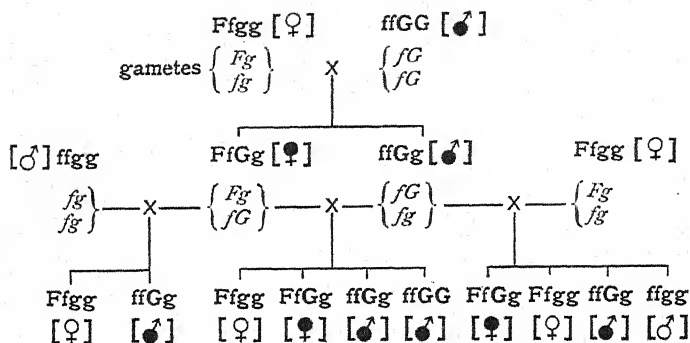 Ffgg [♀] ffGG [♂]
gametes { Fg } X { fG
{ fg } { fG
[♂] ffgg FfGg [♀] ffGg [♂] Ffgg [♀]
fg } X { Fg } X { fG } X { Fg
fg } { fG } { fg } { fg
Ffgg ffGg Ffgg FfGg ffGg ffGG FfGg Ffgg ffGg ffgg
[♀] [♂] [♀] [♀] [♂] [♂] [♀] [♀] [♂] [♂]